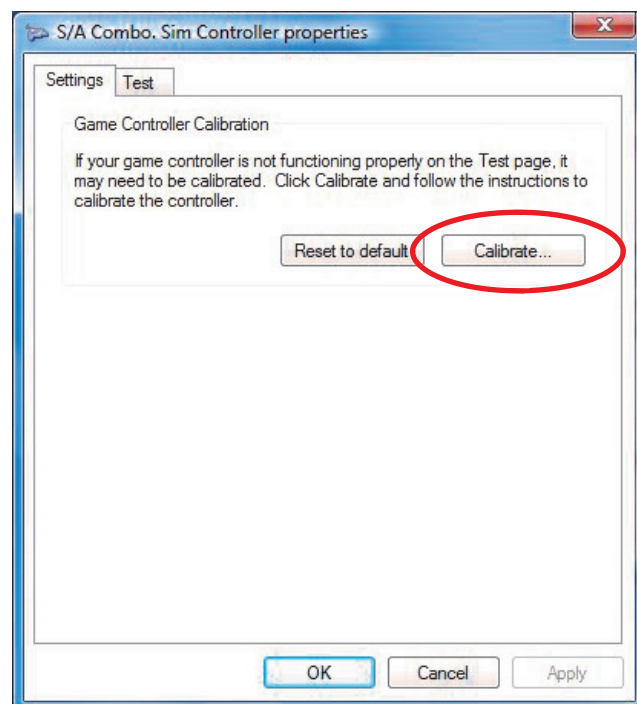 S/A Combo. Sim Controller properties
X
Settings Test
Game Controller Calibration
If your game controller is not functioning properly on the Test page, it
may need to be calibrated. Click Calibrate and follow the instructions to
calibrate the controller.
Reset to default Calibrate...
OK Cancel Apply